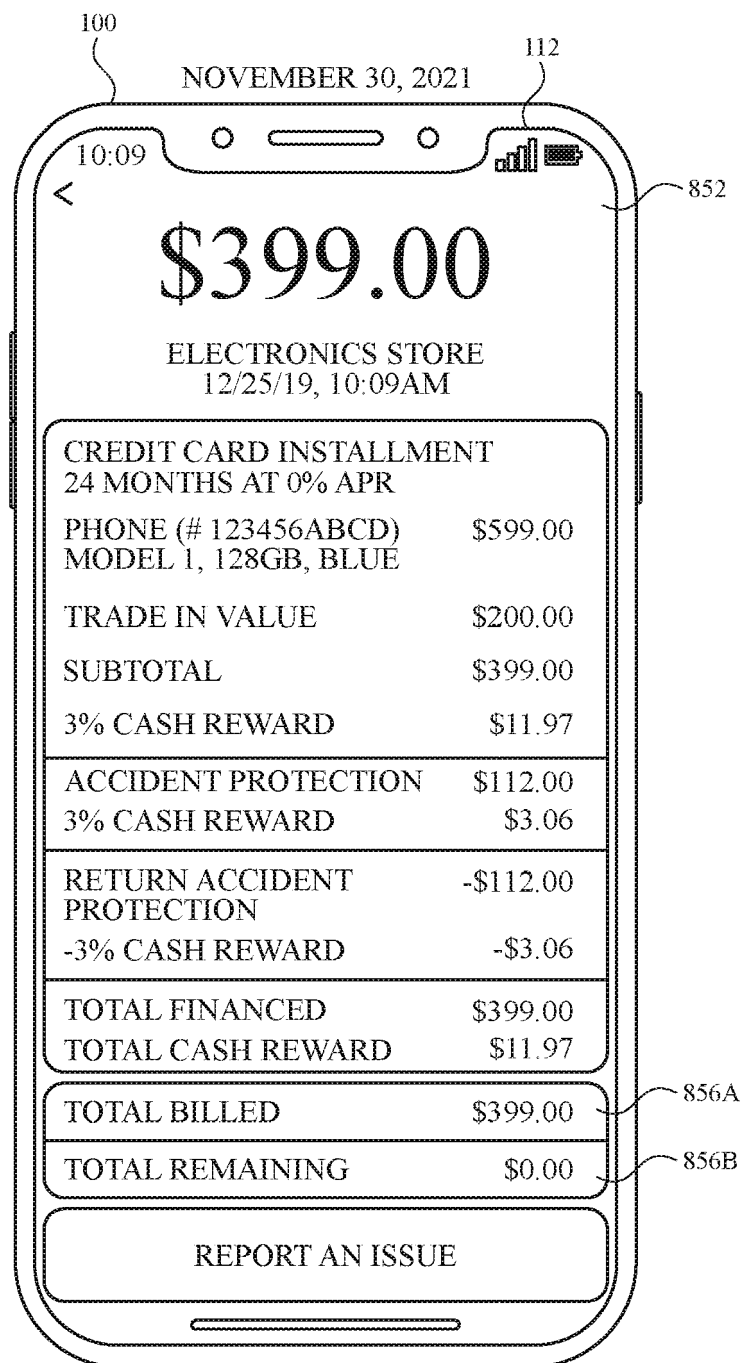 100
NOVEMBER 30, 2021
112
10:09
<
852
$399.00
ELECTRONICS STORE
12/25/19, 10:09AM
CREDIT CARD INSTALLMENT
24 MONTHS AT 0% APR
PHONE (# 123456ABCD) $599.00
MODEL 1, 128GB, BLUE
TRADE IN VALUE $200.00
SUBTOTAL $399.00
3% CASH REWARD $11.97
ACCIDENT PROTECTION $112.00
3% CASH REWARD $3.06
RETURN ACCIDENT -$112.00
PROTECTION
-3% CASH REWARD -$3.06
TOTAL FINANCED $399.00
TOTAL CASH REWARD $11.97
TOTAL BILLED $399.00 856A
TOTAL REMAINING $0.00 856B
REPORT AN ISSUE